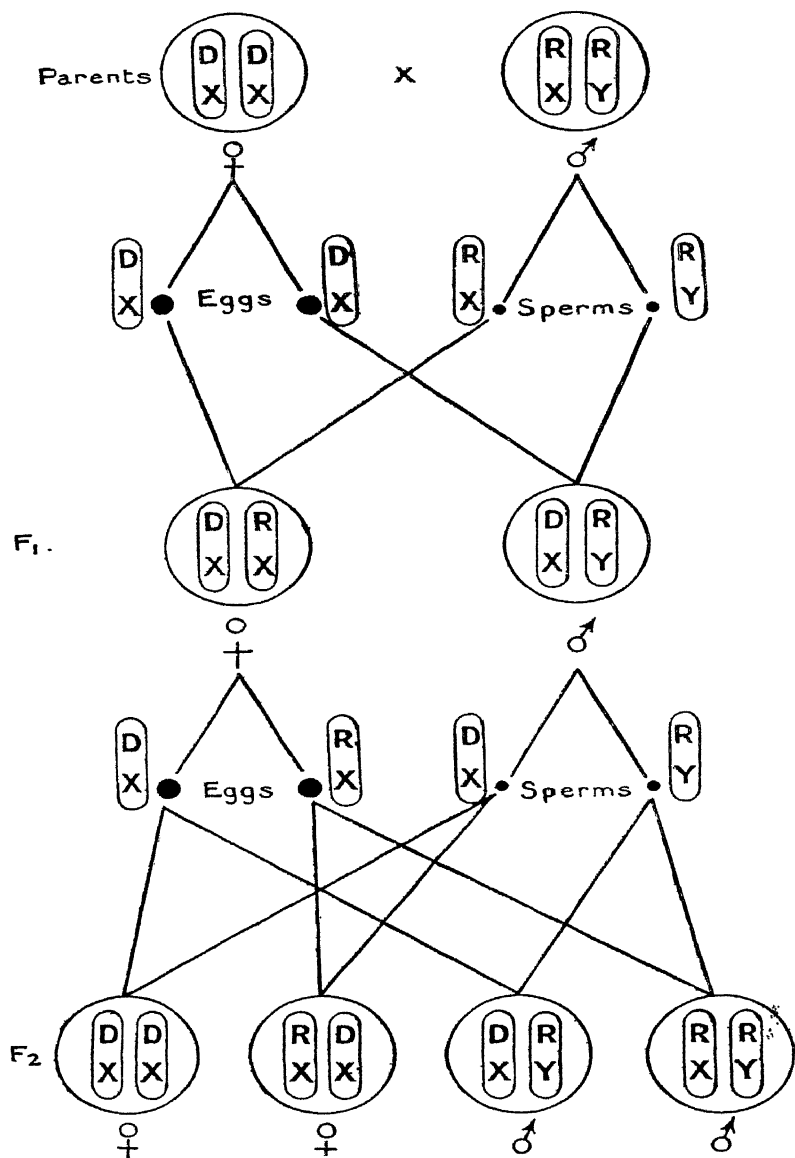 D D R R
Parents X X x X Y
♀ ♂
D D R R
X Eggs X X Sperms Y
D R D R
F₁. X X X Y
♀ ♂
D R D R
X Eggs X X Sperms Y
D D R D D R R R
F₂ X X X X X Y X Y
♀ ♀ ♂ ♂